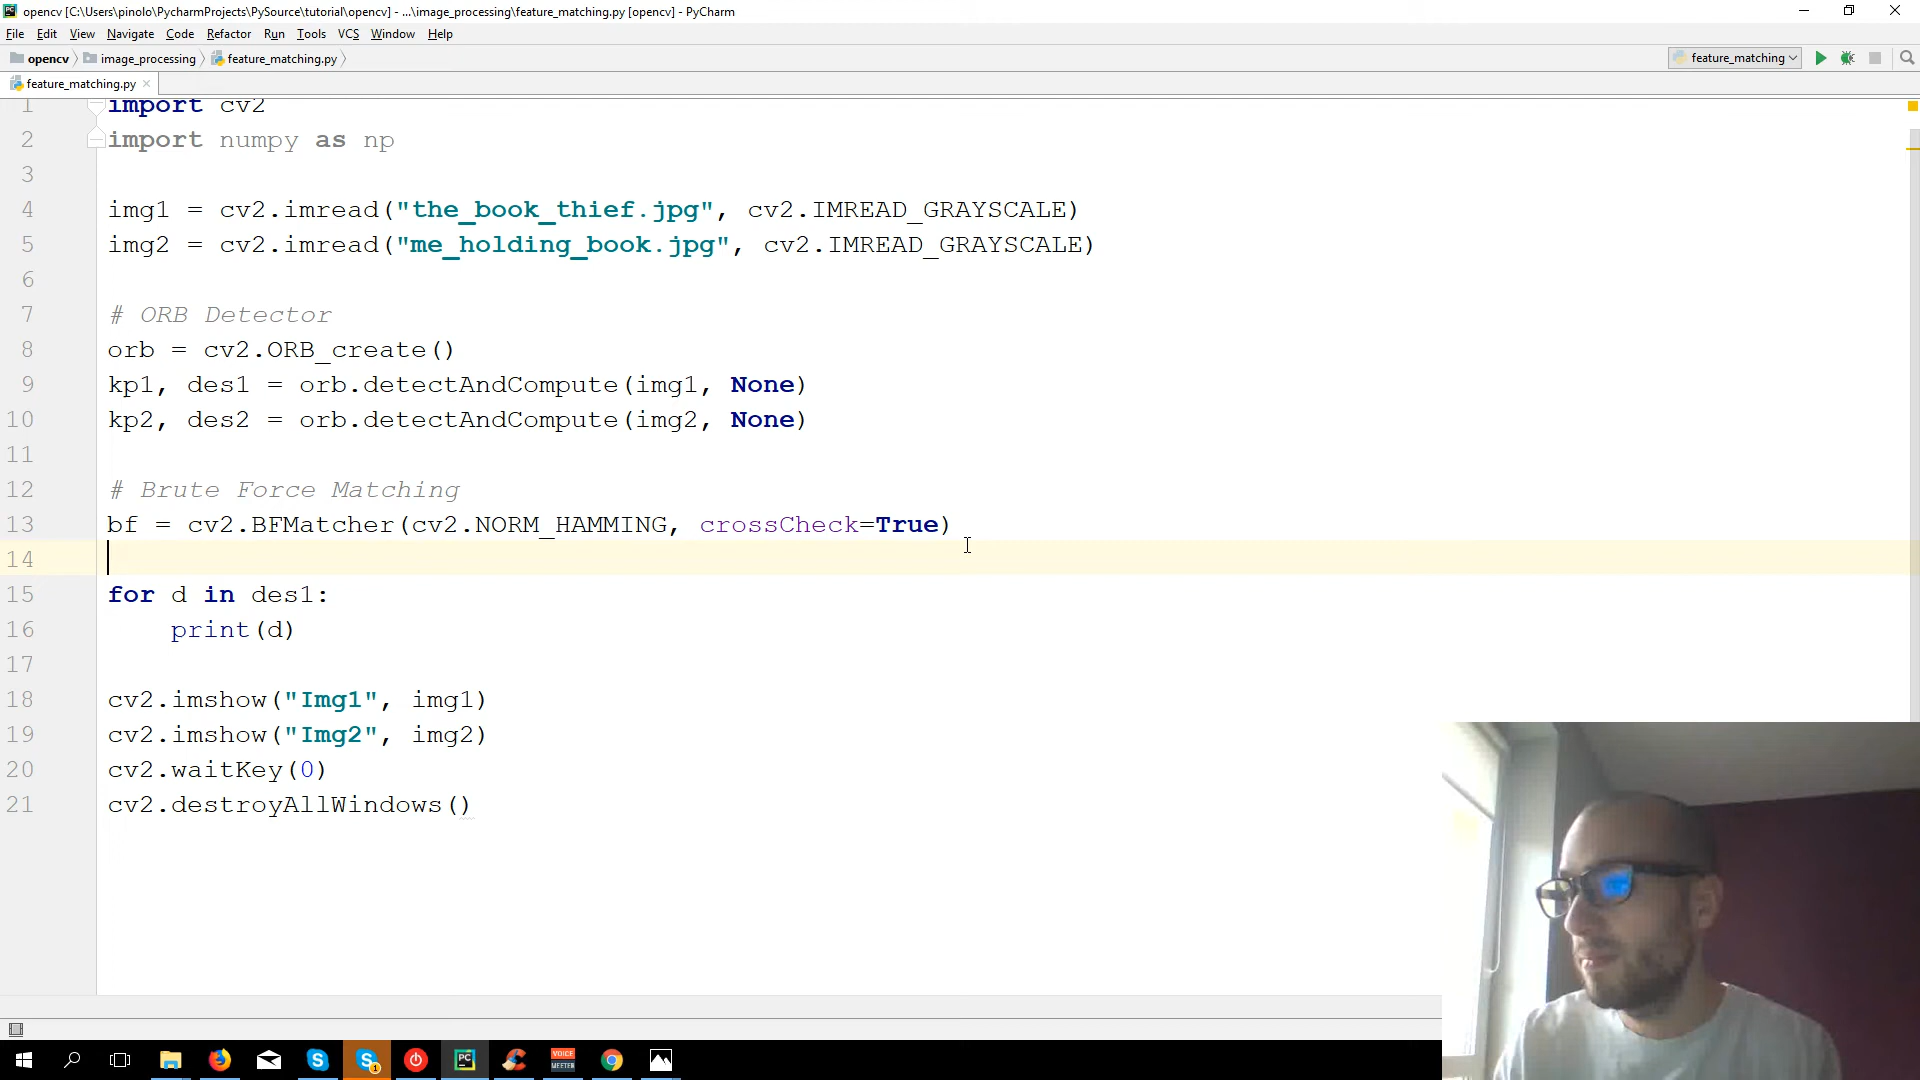 opencv [C:\Users\pinolo\PycharmProjects\PySource\tutorial\opencv] - ...\image_processing\feature_matching.py [opencv] - PyCharm
File Edit View Navigate Code Refactor Run Tools VCS Window Help
opencv image_processing feature_matching.py feature_matching
feature_matching.py
1 import cv2
2 import numpy as np
3
4 img1 = cv2.imread("the_book_thief.jpg", cv2.IMREAD_GRAYSCALE)
5 img2 = cv2.imread("me_holding_book.jpg", cv2.IMREAD_GRAYSCALE)
6
7 # ORB Detector
8 orb = cv2.ORB_create()
9 kp1, des1 = orb.detectAndCompute(img1, None)
10 kp2, des2 = orb.detectAndCompute(img2, None)
11
12 # Brute Force Matching
13 bf = cv2.BFMatcher(cv2.NORM_HAMMING, crossCheck=True)
14
15 for d in des1:
16 print(d)
17
18 cv2.imshow("Img1", img1)
19 cv2.imshow("Img2", img2)
20 cv2.waitKey(0)
21 cv2.destroyAllWindows()
PC
VOICE
MEETER